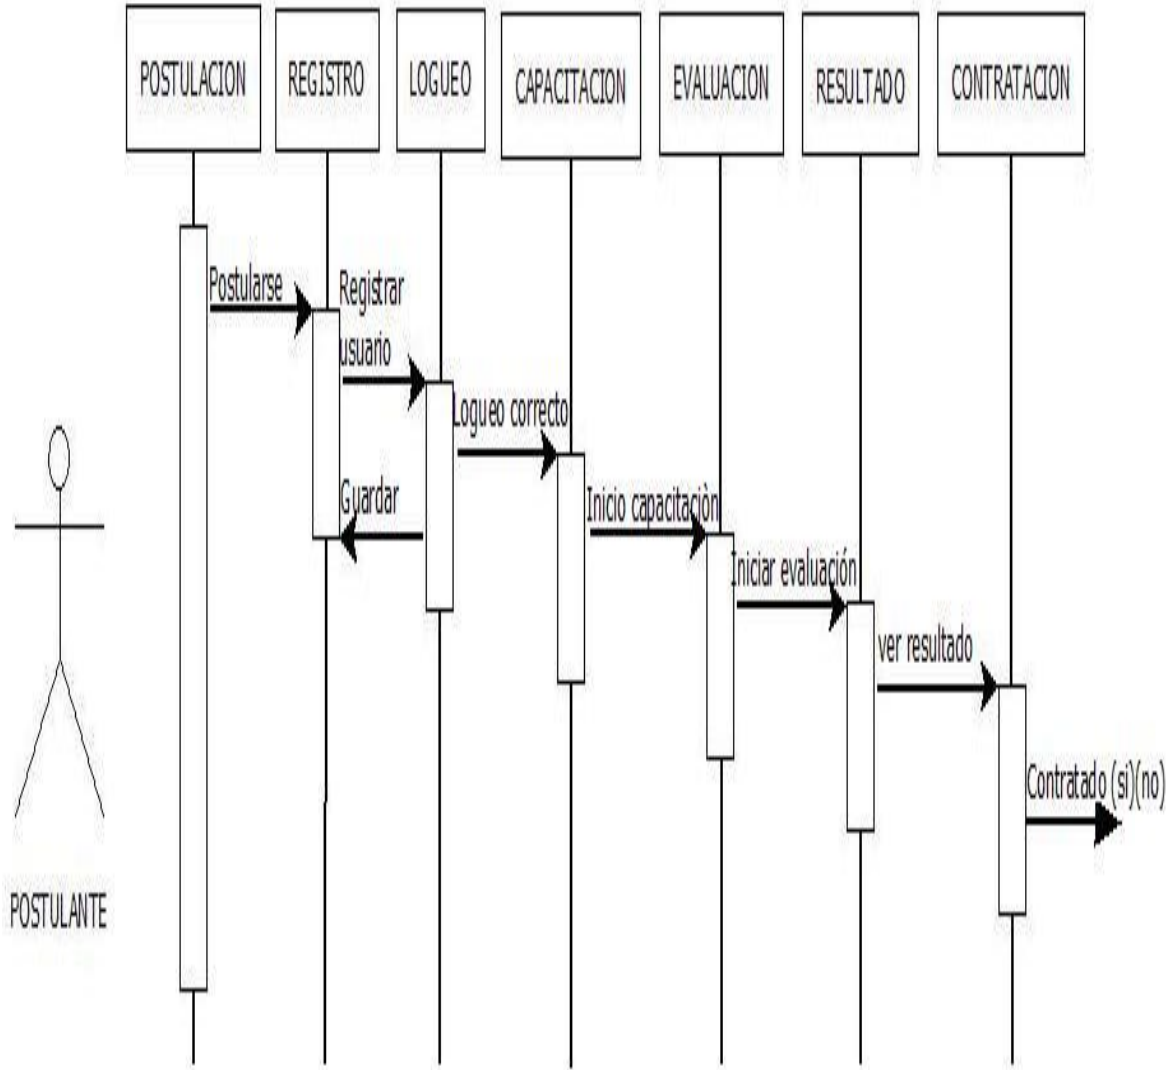 POSTULACION
REGISTRO
LOGUEO
CAPACITACION
EVALUACION
RESULTADO
CONTRATACION
Postularse
Registrar
usuario
Logueo correcto
Guardar
Inicio capacitaciòn
Iniciar evaluación
ver resultado
Contratado (si)(no)
POSTULANTE